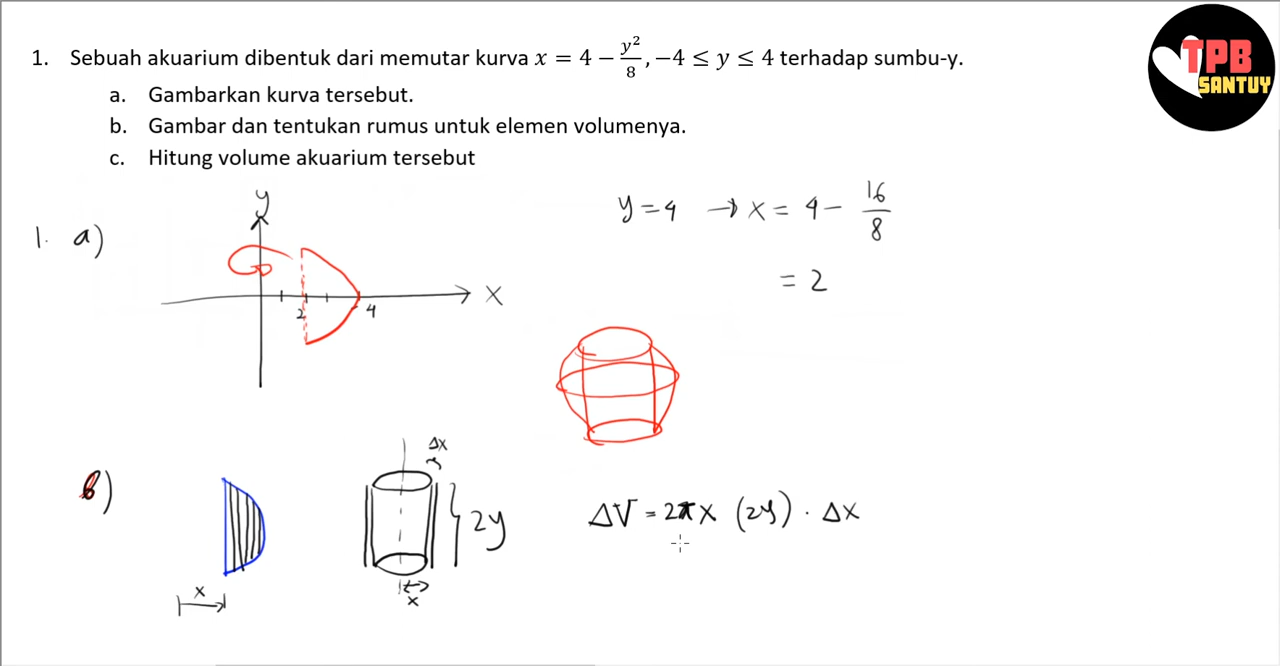 1. Sebuah akuarium dibentuk dari memutar kurva x = 4 − y²/8, −4 ≤ y ≤ 4 terhadap sumbu-y.
a. Gambarkan kurva tersebut.
b. Gambar dan tentukan rumus untuk elemen volumenya.
c. Hitung volume akuarium tersebut
TPB
SANTUY
1. a)
y
x
2
4
y = 4 → x = 4 − 16/8
= 2
b)
x
Δx
2y
x
ΔV = 2πx (2y) · Δx